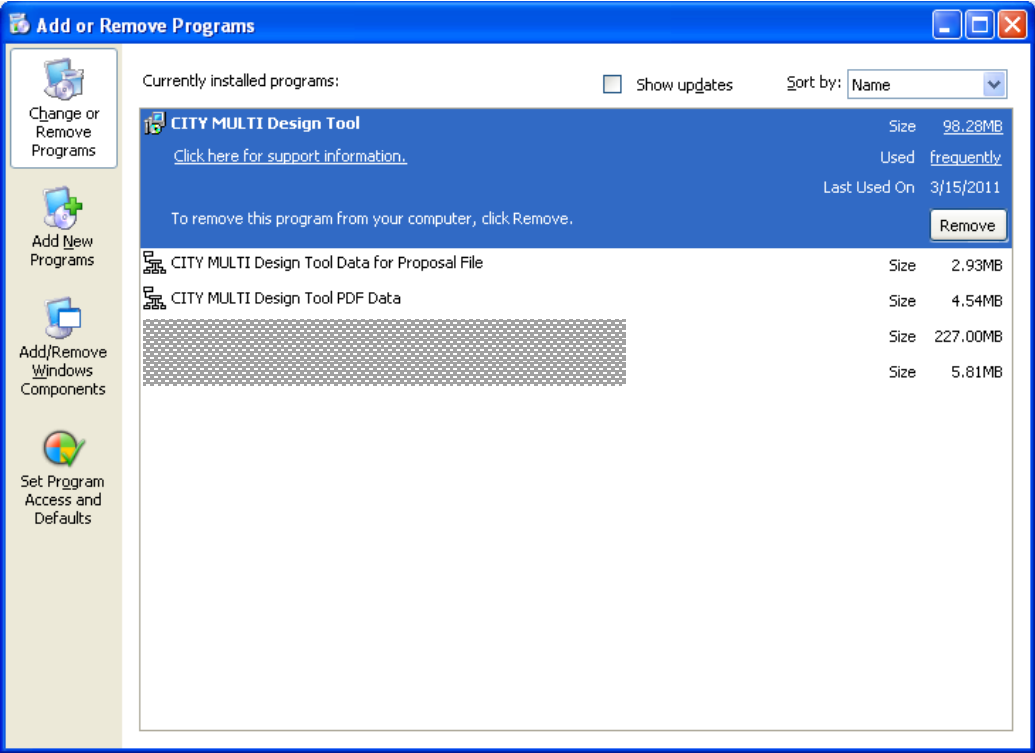 Add or Remove Programs
Change or
Remove
Programs
Add New
Programs
Add/Remove
Windows
Components
Set Program
Access and
Defaults
Currently installed programs:
Show updates
Sort by: Name
CITY MULTI Design Tool
Size 98.28MB
Click here for support information.
Used frequently
Last Used On 3/15/2011
To remove this program from your computer, click Remove.
Remove
CITY MULTI Design Tool Data for Proposal File
Size 2.93MB
CITY MULTI Design Tool PDF Data
Size 4.54MB
Size 227.00MB
Size 5.81MB